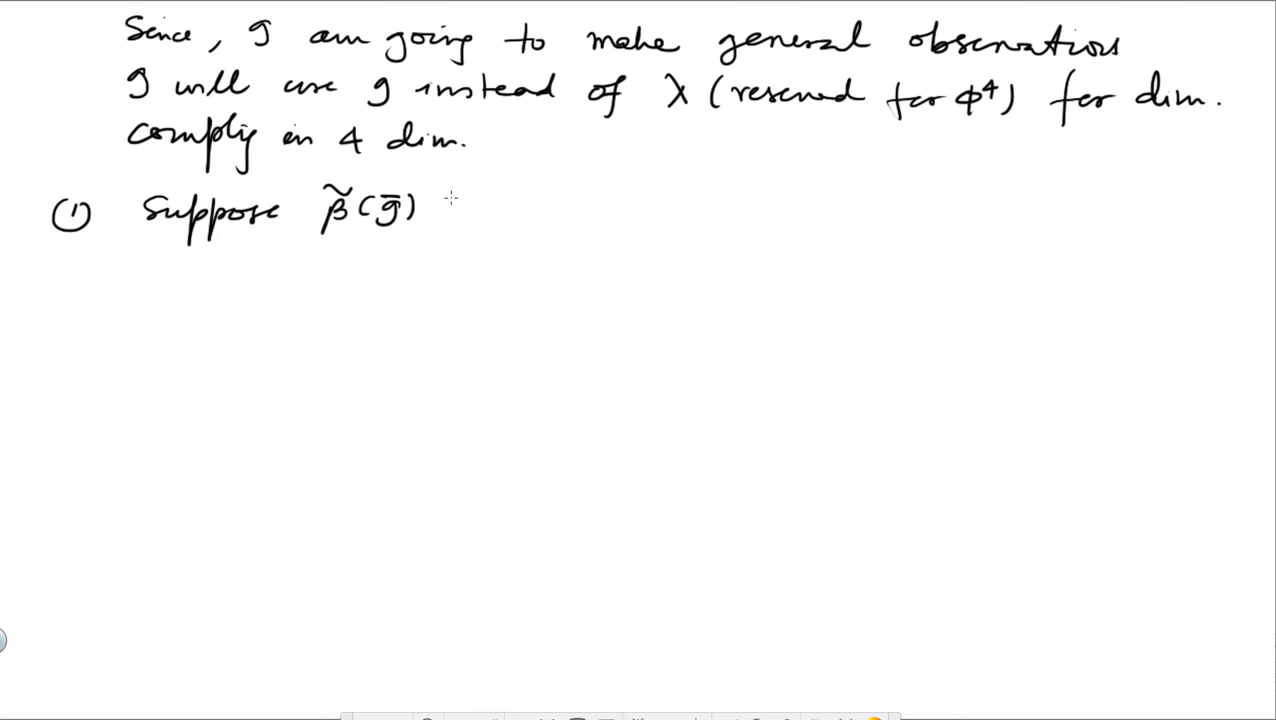 Since, I am going to make general observations
I will use g instead of λ (reserved for φ⁴) for dim.
coupling in 4 dim.
(1) Suppose β̃(ḡ)